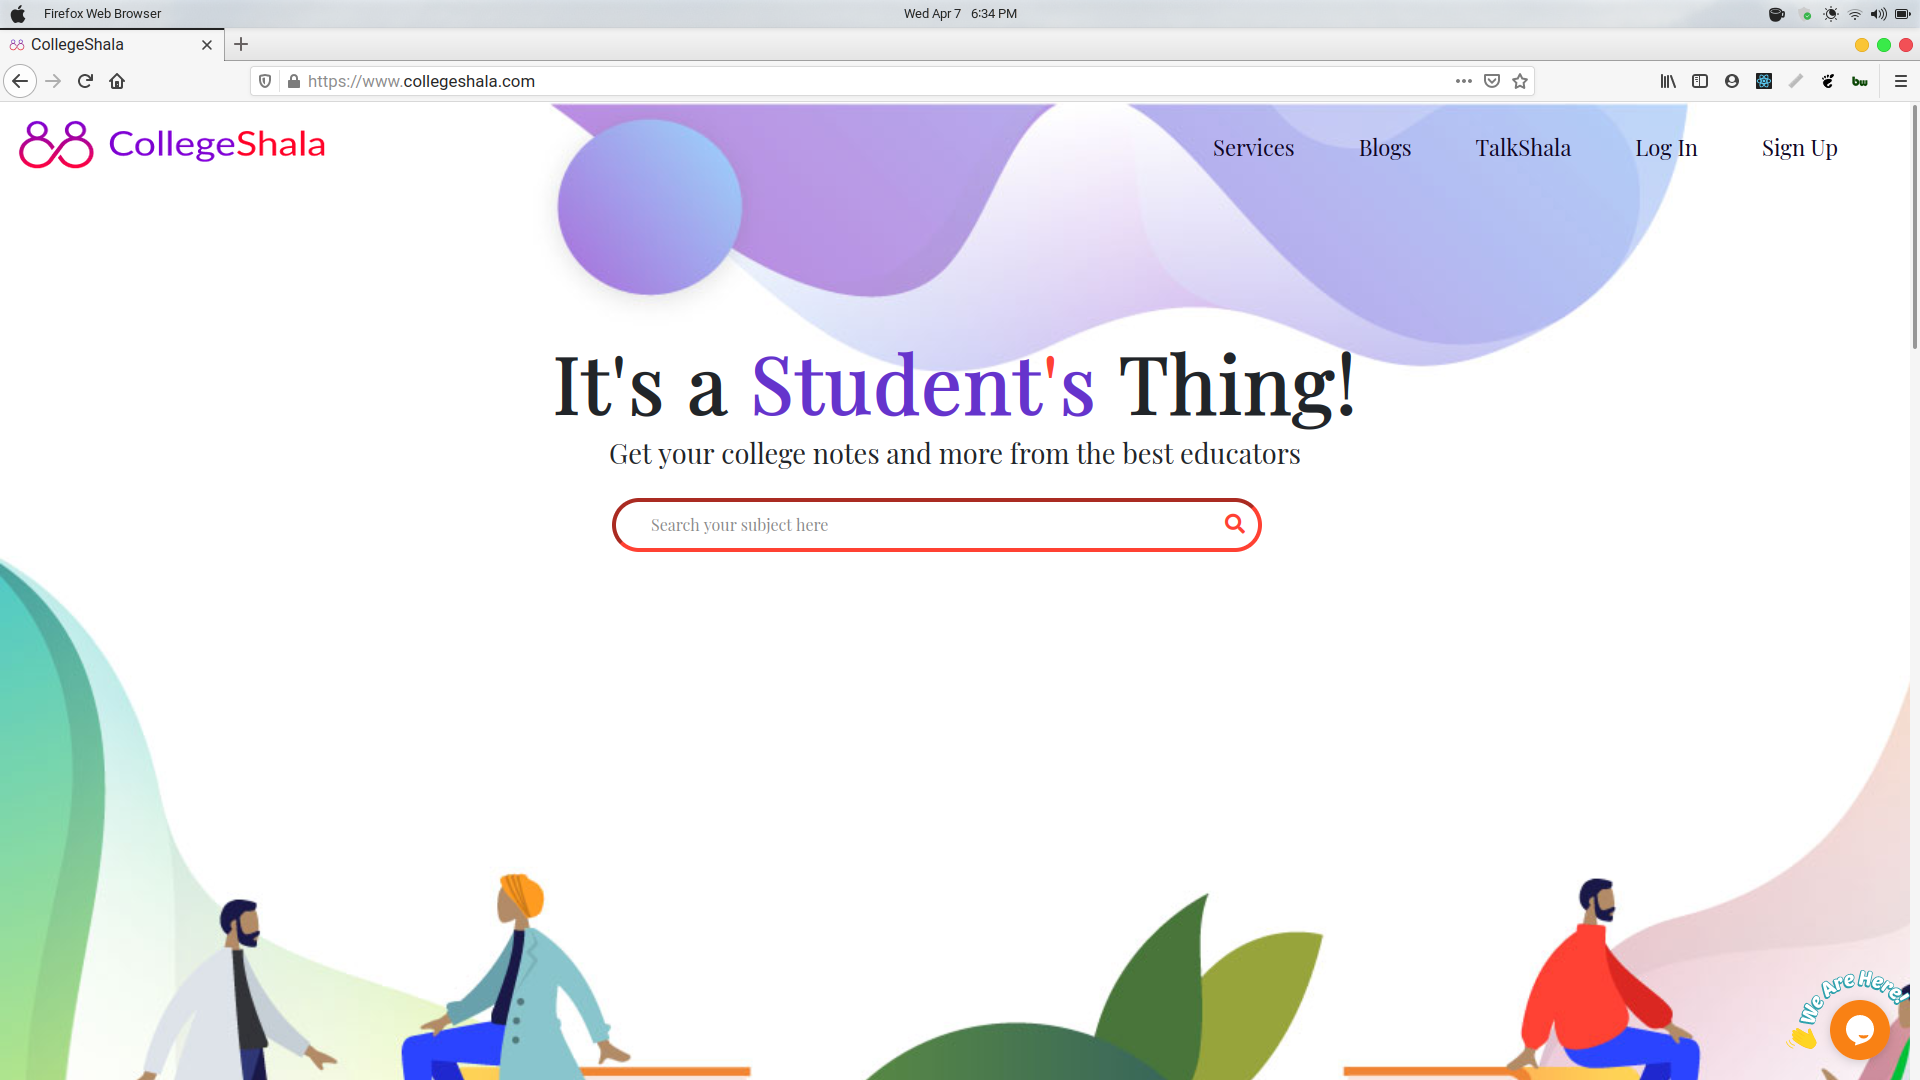 Firefox Web Browser
Wed Apr 7 6:34 PM
CollegeShala
https://www.collegeshala.com
CollegeShala
Services
Blogs
TalkShala
Log In
Sign Up
It's a Student's Thing!
Get your college notes and more from the best educators
Search your subject here
We Are Here!